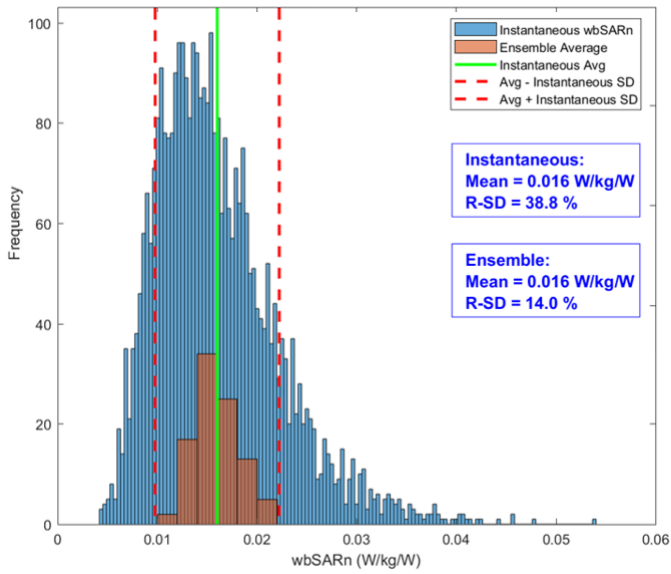 100
80
60
40
20
0
Frequency
0
0.01
0.02
0.03
0.04
0.05
0.06
wbSARn (W/kg/W)
Instantaneous wbSARn
Ensemble Average
Instantaneous Avg
Avg - Instantaneous SD
Avg + Instantaneous SD
Instantaneous:
Mean = 0.016 W/kg/W
R-SD = 38.8 %
Ensemble:
Mean = 0.016 W/kg/W
R-SD = 14.0 %